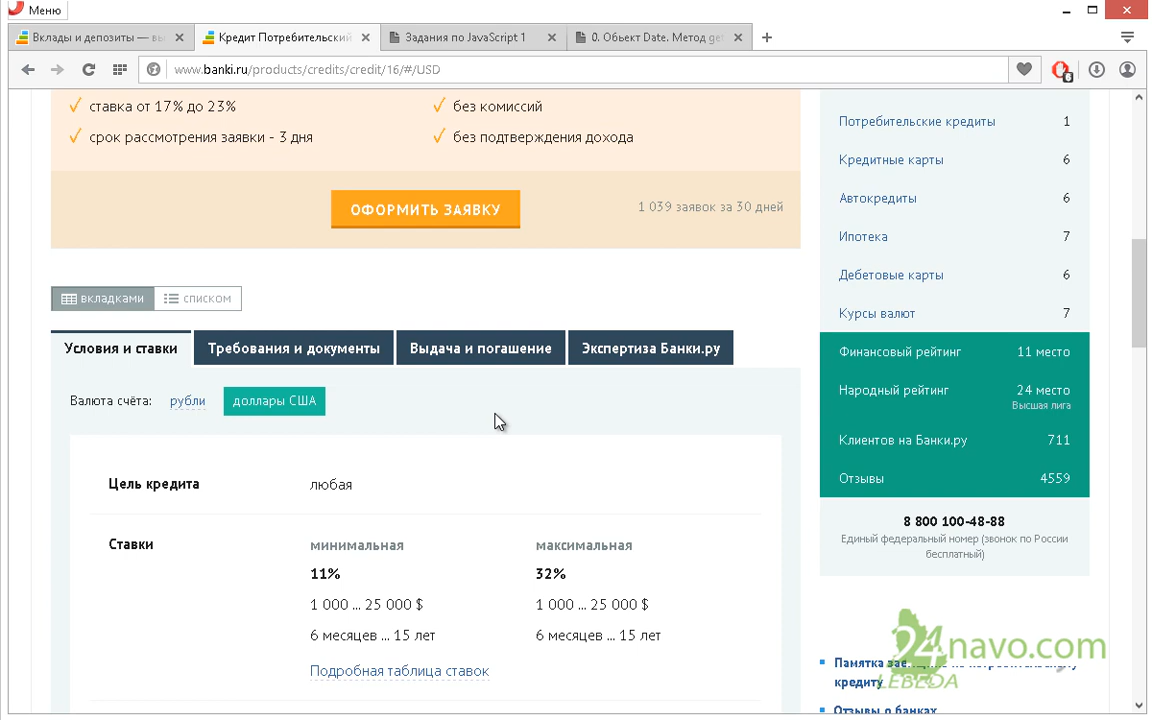 Меню
Вклады и депозиты — вы
Кредит Потребительский
Задания по JavaScript 1
0. Обьект Date. Метод get
www.banki.ru/products/credits/credit/16/#/USD
ставка от 17% до 23%
без комиссий
срок рассмотрения заявки - 3 дня
без подтверждения дохода
ОФОРМИТЬ ЗАЯВКУ
1 039 заявок за 30 дней
вкладками
списком
Условия и ставки
Требования и документы
Выдача и погашение
Экспертиза Банки.ру
Валюта счёта: рубли доллары США
Цель кредита любая
Ставки минимальная максимальная
11% 32%
1 000 ... 25 000 $ 1 000 ... 25 000 $
6 месяцев ... 15 лет 6 месяцев ... 15 лет
Подробная таблица ставок
Потребительские кредиты 1
Кредитные карты 6
Автокредиты 6
Ипотека 7
Дебетовые карты 6
Курсы валют 7
Финансовый рейтинг 11 место
Народный рейтинг 24 место
Высшая лига
Клиентов на Банки.ру 711
Отзывы 4559
8 800 100-48-88
Единый федеральный номер (звонок по России
бесплатный)
24navo.com
LEBEDA
Памятка потребительскому
кредиту
Отзывы о банках